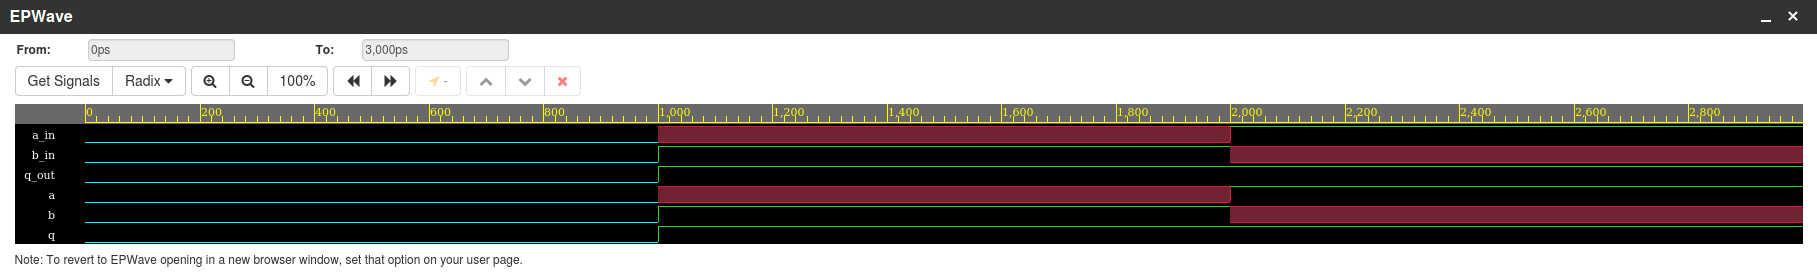 EPWave
From: 0ps To: 3,000ps
Get Signals Radix 100% -
0 200 400 600 800 1,000 1,200 1,400 1,600 1,800 2,000 2,200 2,400 2,600 2,800
a_in
b_in
q_out
a
b
q
Note: To revert to EPWave opening in a new browser window, set that option on your user page.